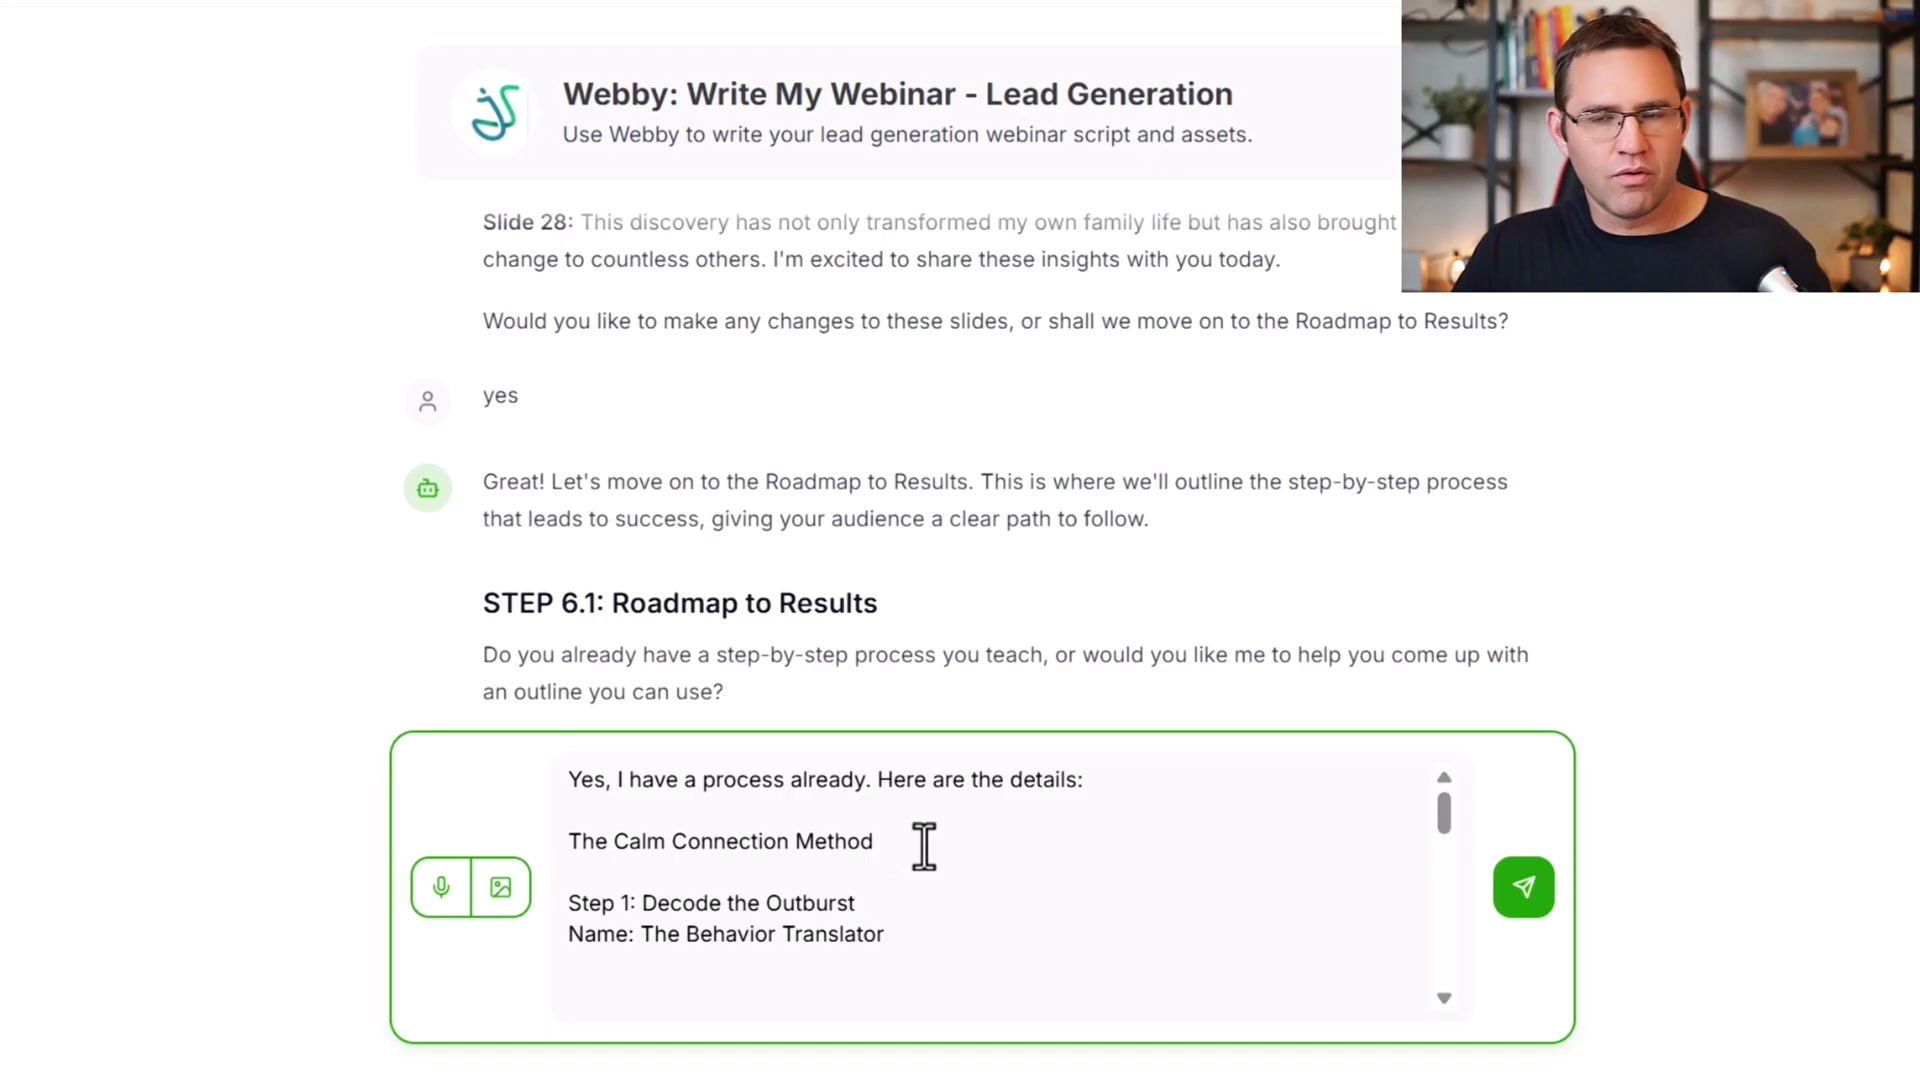 Webby: Write My Webinar - Lead Generation
Use Webby to write your lead generation webinar script and assets.
Slide 28: This discovery has not only transformed my own family life but has also brought
change to countless others. I'm excited to share these insights with you today.
Would you like to make any changes to these slides, or shall we move on to the Roadmap to Results?
yes
Great! Let's move on to the Roadmap to Results. This is where we'll outline the step-by-step process
that leads to success, giving your audience a clear path to follow.
STEP 6.1: Roadmap to Results
Do you already have a step-by-step process you teach, or would you like me to help you come up with
an outline you can use?
Yes, I have a process already. Here are the details:
The Calm Connection Method
Step 1: Decode the Outburst
Name: The Behavior Translator